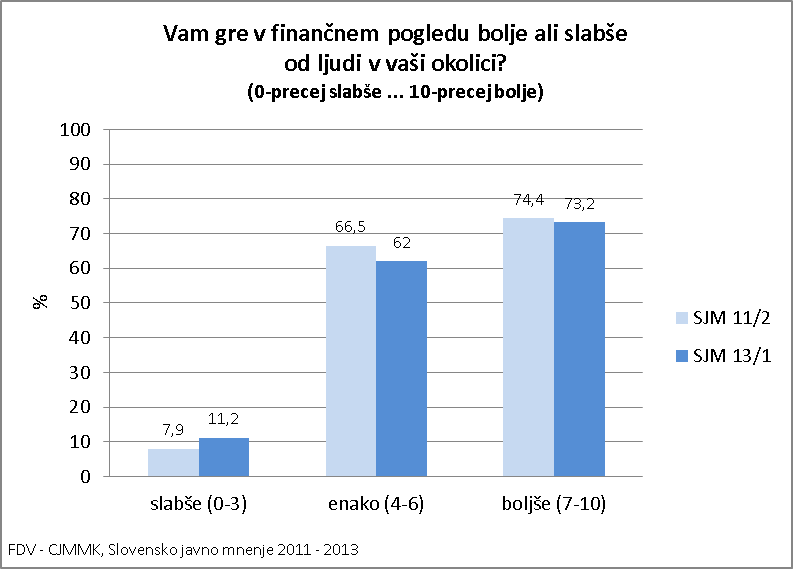 Vam gre v finančnem pogledu bolje ali slabše
od ljudi v vaši okolici?
(0-precej slabše ... 10-precej bolje)
100
90
80
70
60
50
40
30
20
10
0
%
7,9
11,2
66,5
62
74,4
73,2
slabše (0-3)
enako (4-6)
boljše (7-10)
SJM 11/2
SJM 13/1
FDV - CJMMK, Slovensko javno mnenje 2011 - 2013